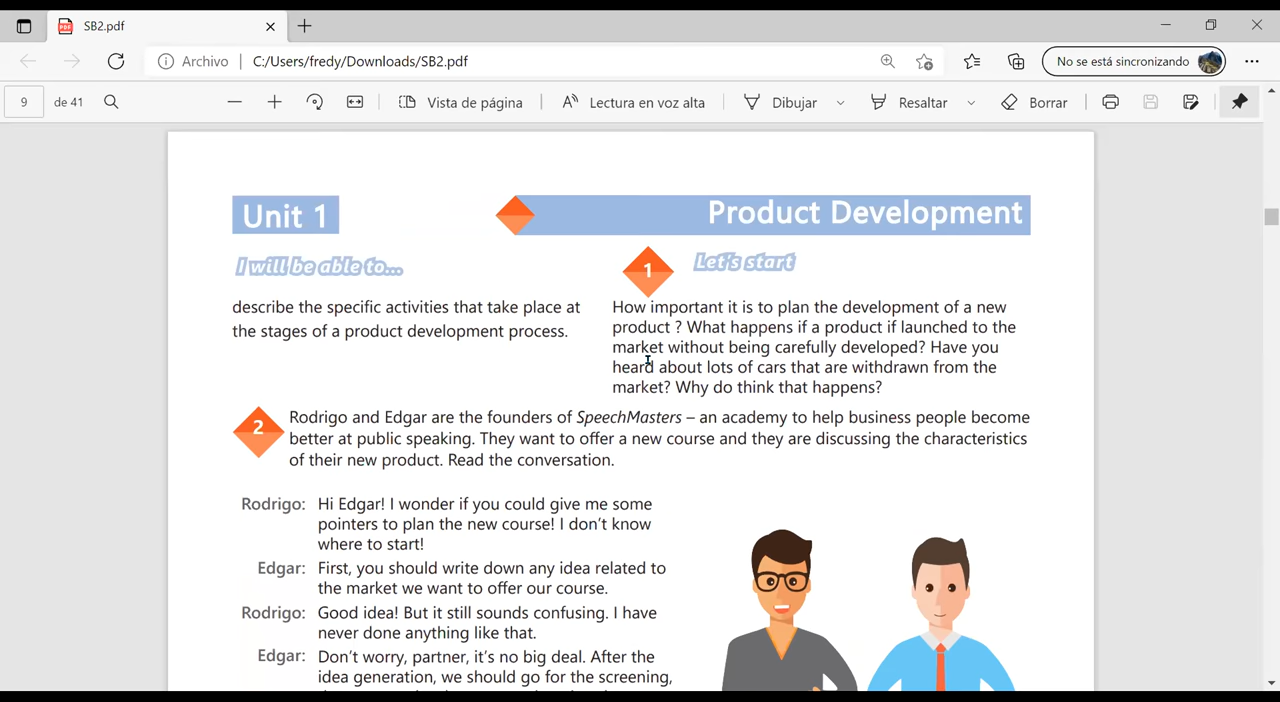 SB2.pdf
Archivo
C:/Users/fredy/Downloads/SB2.pdf
No se está sincronizando
9
de 41
Vista de página
Lectura en voz alta
Dibujar
Resaltar
Borrar
Unit 1
Product Development
I will be able to...
describe the specific activities that take place at
the stages of a product development process.
1
Let's start
How important it is to plan the development of a new
product ? What happens if a product if launched to the
market without being carefully developed? Have you
heard about lots of cars that are withdrawn from the
market? Why do think that happens?
2
Rodrigo and Edgar are the founders of SpeechMasters – an academy to help business people become
better at public speaking. They want to offer a new course and they are discussing the characteristics
of their new product. Read the conversation.
Rodrigo: Hi Edgar! I wonder if you could give me some
pointers to plan the new course! I don't know
where to start!
Edgar: First, you should write down any idea related to
the market we want to offer our course.
Rodrigo: Good idea! But it still sounds confusing. I have
never done anything like that.
Edgar: Don't worry, partner, it's no big deal. After the
idea generation, we should go for the screening,